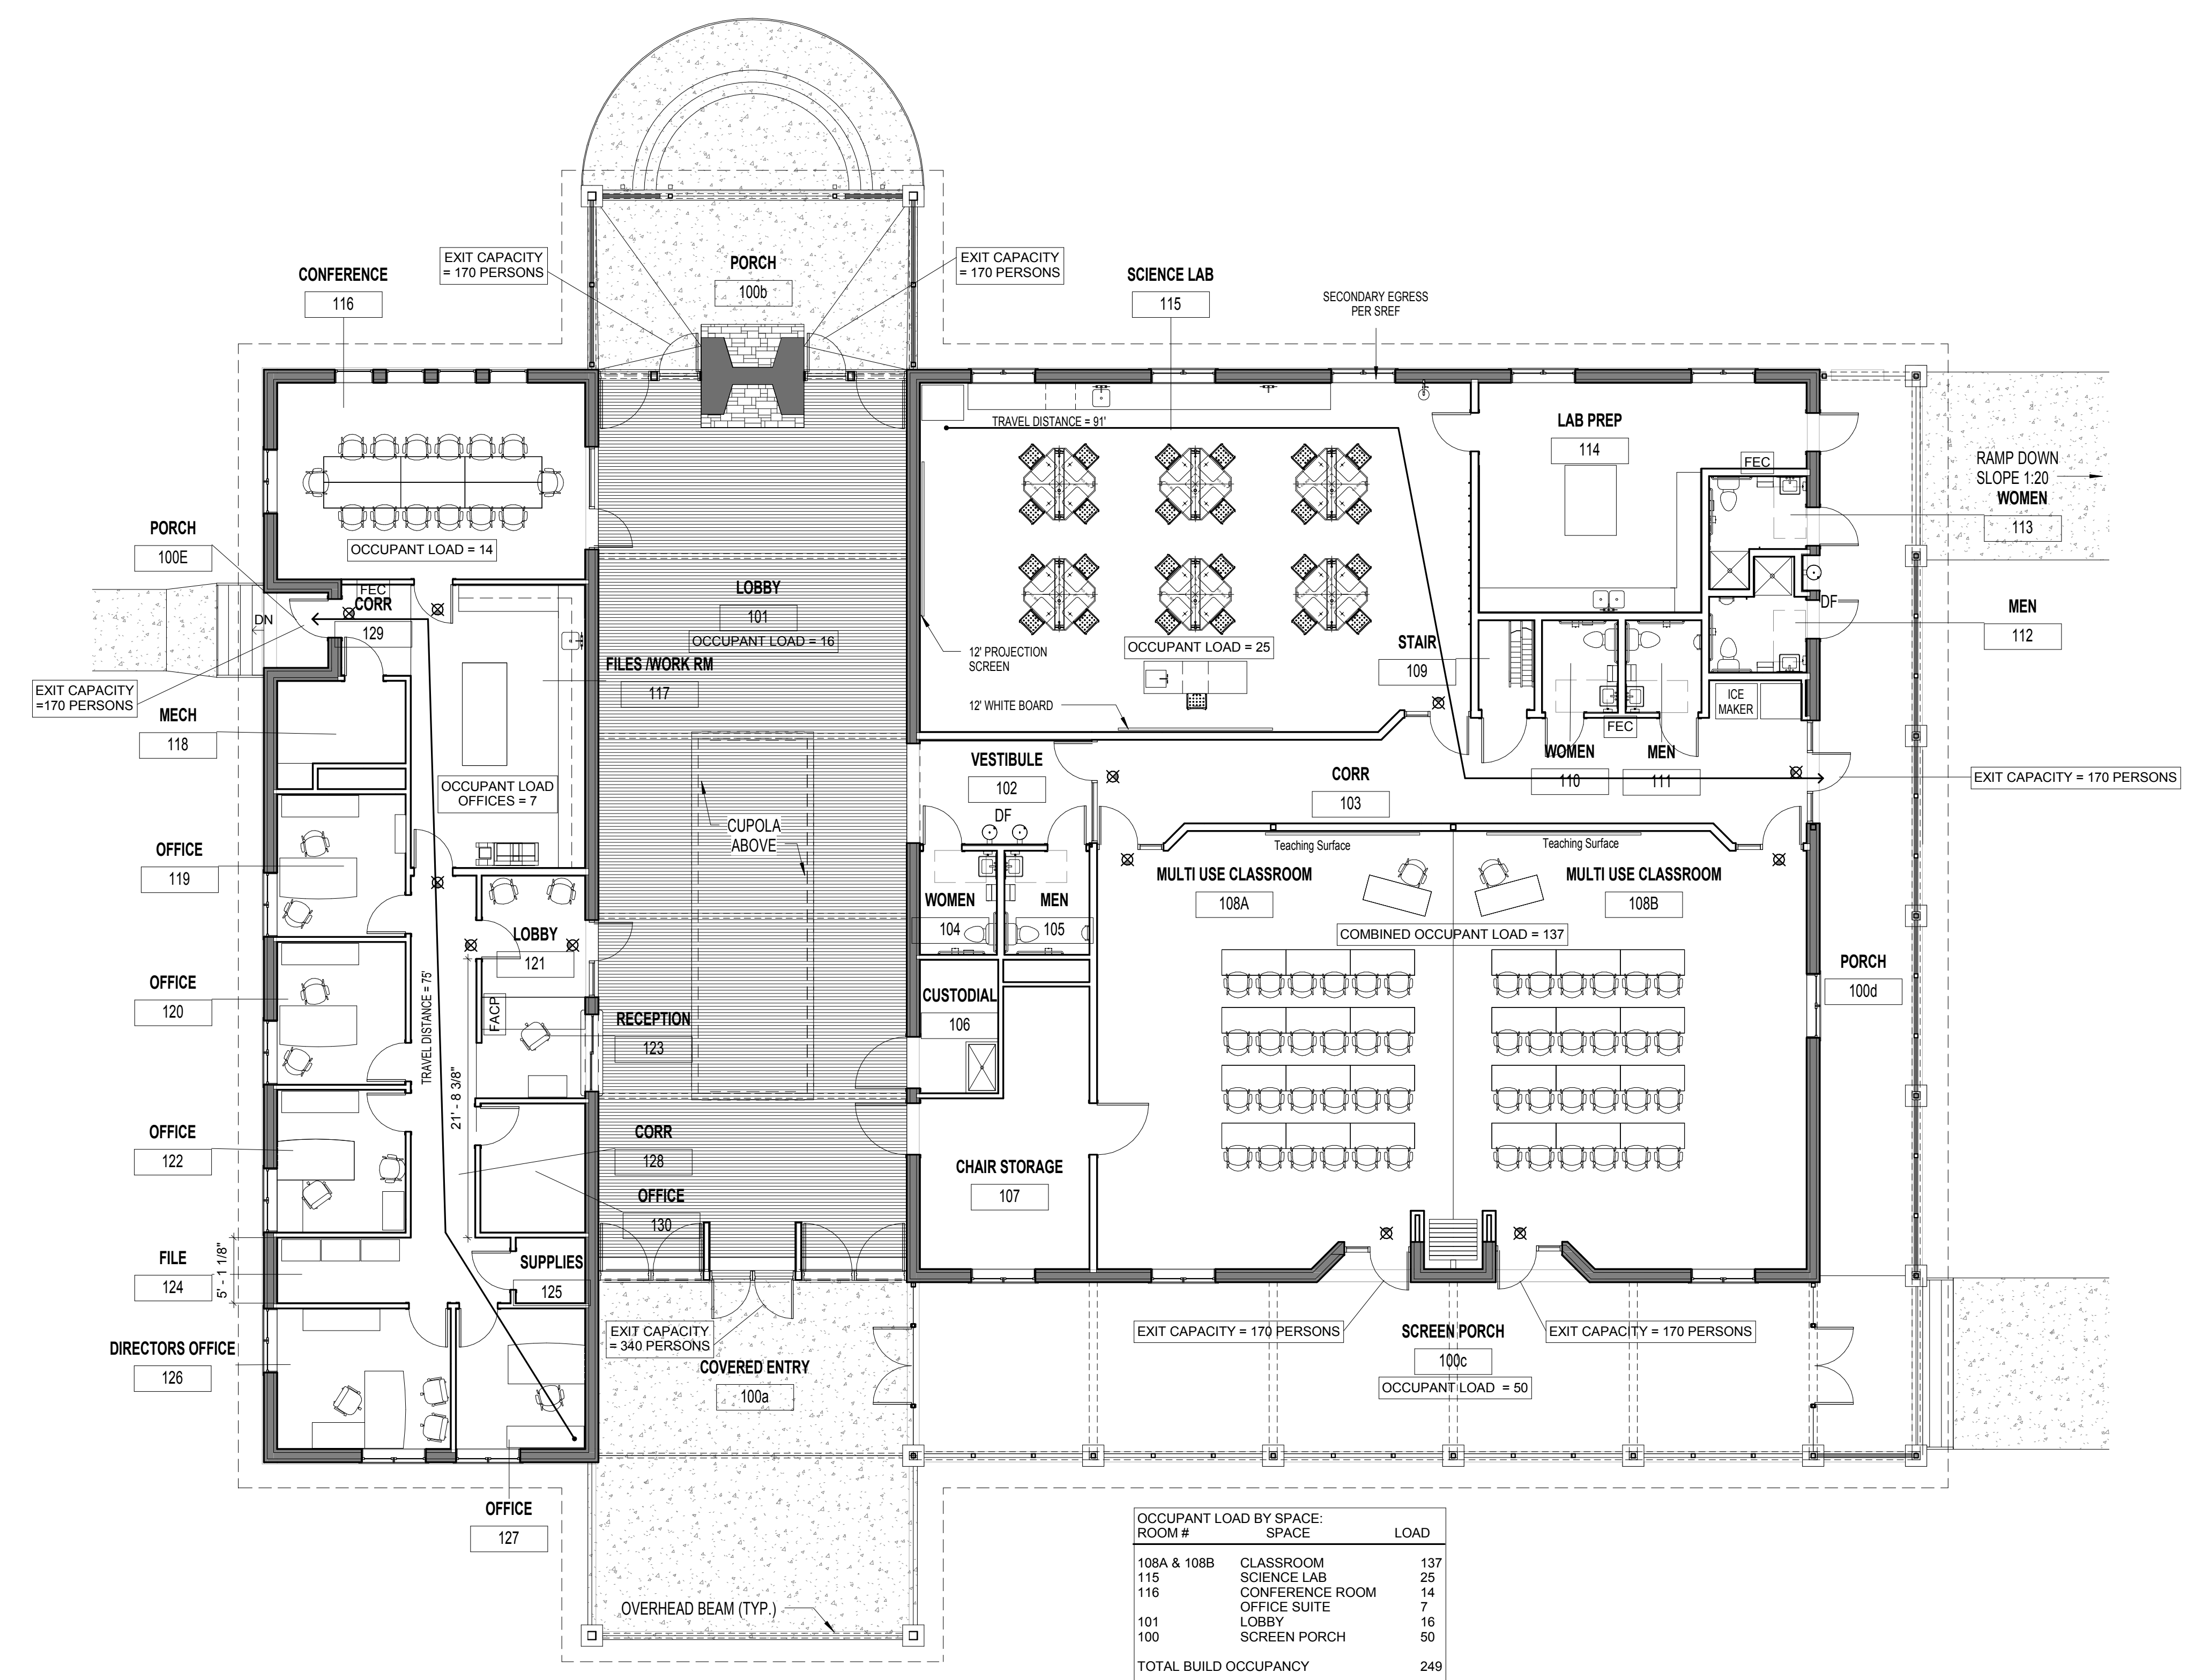 EXIT CAPACITY
= 170 PERSONS
PORCH
100b
EXIT CAPACITY
= 170 PERSONS
CONFERENCE
116
SCIENCE LAB
115
SECONDARY EGRESS
PER SREF
TRAVEL DISTANCE = 91'
LAB PREP
114
FEC
RAMP DOWN
SLOPE 1:20
WOMEN
113
PORCH
100E
OCCUPANT LOAD = 14
FEC
CORR
129
DN
LOBBY
101
OCCUPANT LOAD = 16
FILES /WORK RM
117
12' PROJECTION
SCREEN
OCCUPANT LOAD = 25
STAIR
109
DF
MEN
112
EXIT CAPACITY
=170 PERSONS
MECH
118
12' WHITE BOARD
ICE
MAKER
FEC
WOMEN
110
MEN
111
VESTIBULE
102
CORR
103
EXIT CAPACITY = 170 PERSONS
OCCUPANT LOAD
OFFICES = 7
CUPOLA
ABOVE
DF
Teaching Surface
Teaching Surface
OFFICE
119
MULTI USE CLASSROOM
108A
MULTI USE CLASSROOM
108B
WOMEN
104
MEN
105
COMBINED OCCUPANT LOAD = 137
LOBBY
121
OFFICE
120
TRAVEL DISTANCE = 75'
FACP
RECEPTION
123
CUSTODIAL
106
PORCH
100d
21' - 8 3/8"
OFFICE
122
CORR
128
OFFICE
130
CHAIR STORAGE
107
FILE
124
5' - 1 1/8"
SUPPLIES
125
EXIT CAPACITY
= 340 PERSONS
COVERED ENTRY
100a
EXIT CAPACITY = 170 PERSONS
SCREEN PORCH
100c
OCCUPANT LOAD = 50
EXIT CAPACITY = 170 PERSONS
DIRECTORS OFFICE
126
OFFICE
127
OVERHEAD BEAM (TYP.)
OCCUPANT LOAD BY SPACE:
ROOM # SPACE LOAD
108A & 108B CLASSROOM 137
115 SCIENCE LAB 25
116 CONFERENCE ROOM 14
OFFICE SUITE 7
101 LOBBY 16
100 SCREEN PORCH 50
TOTAL BUILD OCCUPANCY 249